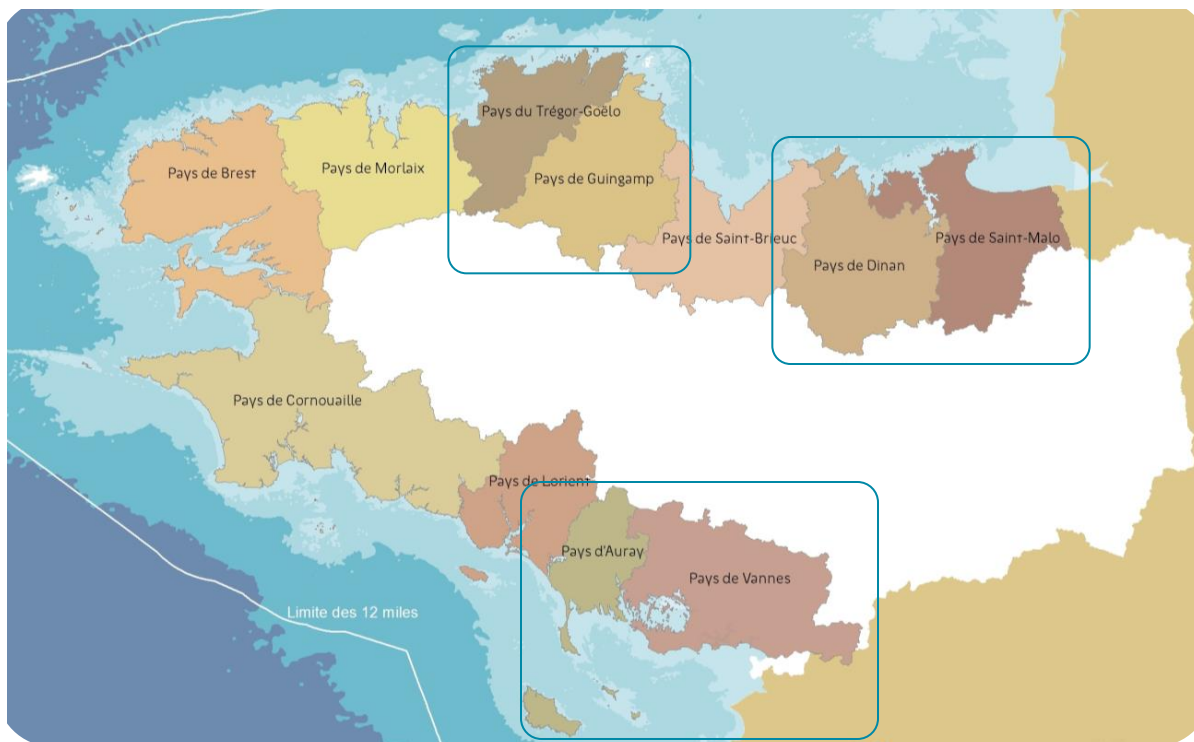 Pays du Trégor-Goëlo
Pays de Brest
Pays de Morlaix
Pays de Guingamp
Pays de Saint-Brieuc
Pays de Saint-Malo
Pays de Dinan
Pays de Cornouaille
Pays de Lorient
Pays d'Auray
Pays de Vannes
Limite des 12 miles